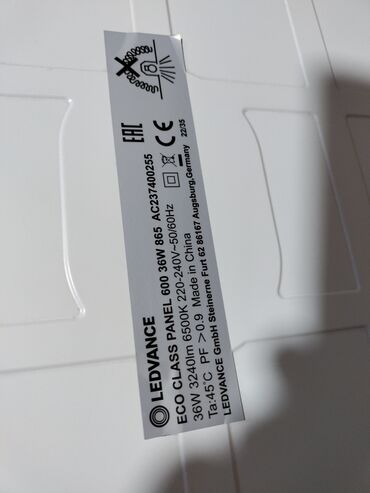 LEDVANCE
ECO CLASS PANEL 600 36W 865 AC237400255
36W 3240lm 6500K 220-240V~50/60Hz
Ta:45°C PF＞0.9 Made in China
LEDVANCE GmbH Steinerne Furt 62 86167 Augsburg,Germany
EAC
CE
22/35